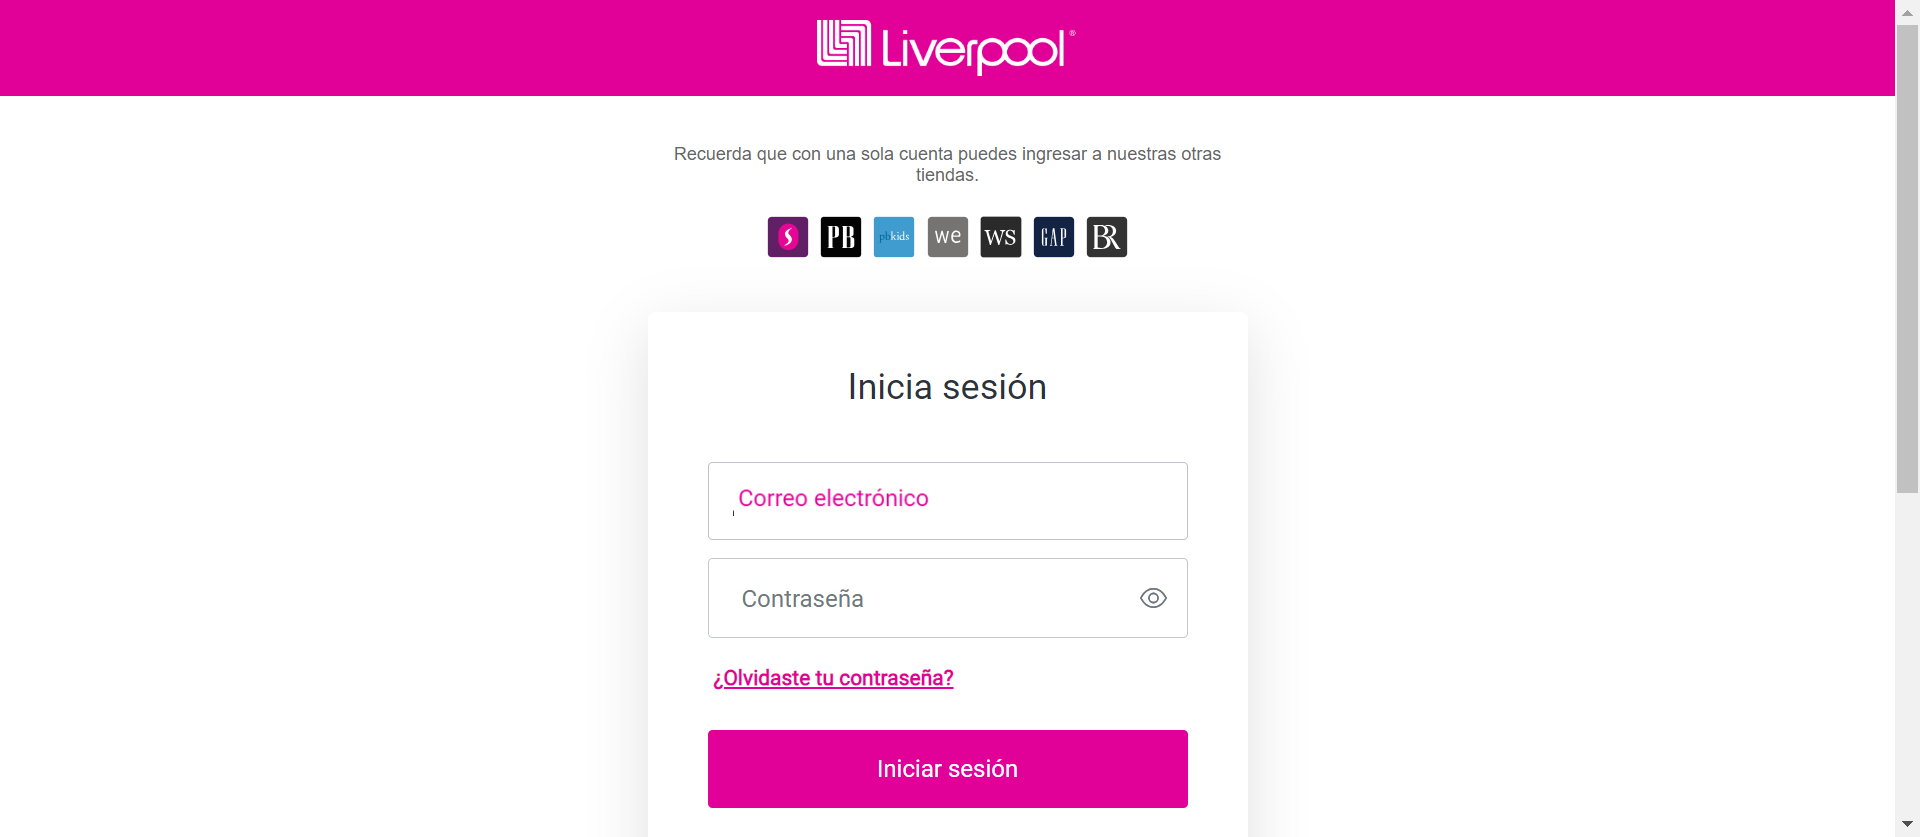 Liverpool®
Recuerda que con una sola cuenta puedes ingresar a nuestras otras
tiendas.
S PB pbkids we WS GAP BR
Inicia sesión
Correo electrónico
Contraseña
¿Olvidaste tu contraseña?
Iniciar sesión